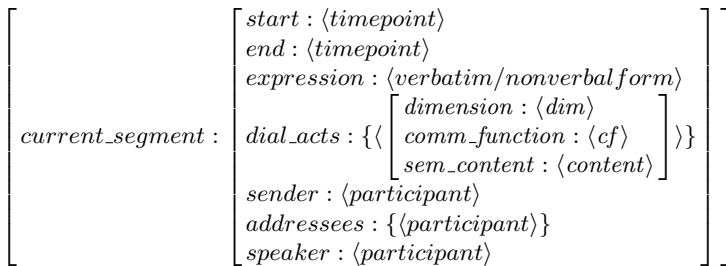 start : ⟨timepoint⟩
end : ⟨timepoint⟩
expression : ⟨verbatim/nonverbalform⟩
dimension : ⟨dim⟩
current_segment : dial_acts : {⟨ comm_function : ⟨cf⟩ ⟩}
sem_content : ⟨content⟩
sender : ⟨participant⟩
addressees : {⟨participant⟩}
speaker : ⟨participant⟩